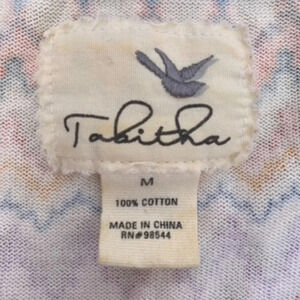 Tabitha
M
100% COTTON
MADE IN CHINA
RN#98544